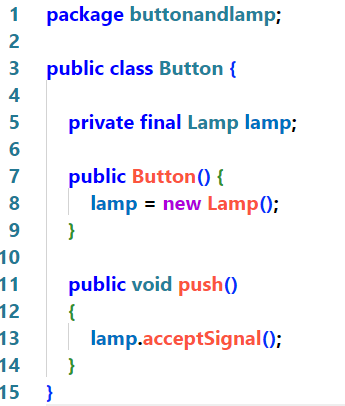 1 package buttonandlamp;
2
3 public class Button {
4
5     private final Lamp lamp;
6
7     public Button() {
8         lamp = new Lamp();
9     }
10
11     public void push()
12     {
13         lamp.acceptSignal();
14     }
15 }